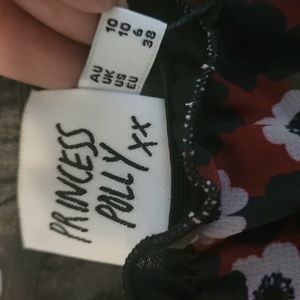 AU 10
UK 10
US 6
EU 38
PRINCESS
POLLY
xx